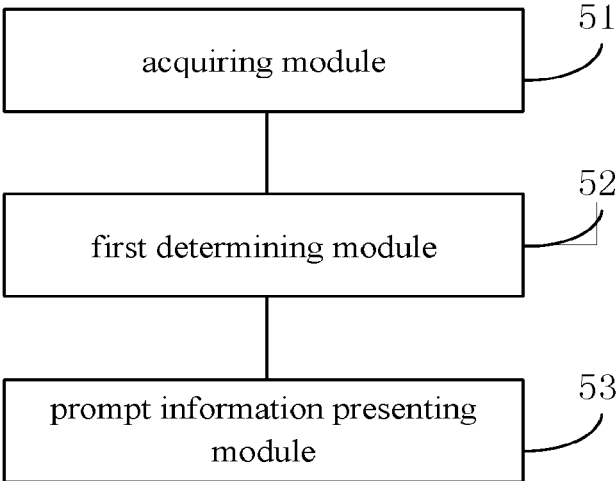 51
acquiring module
52
first determining module
53
prompt information presenting
module